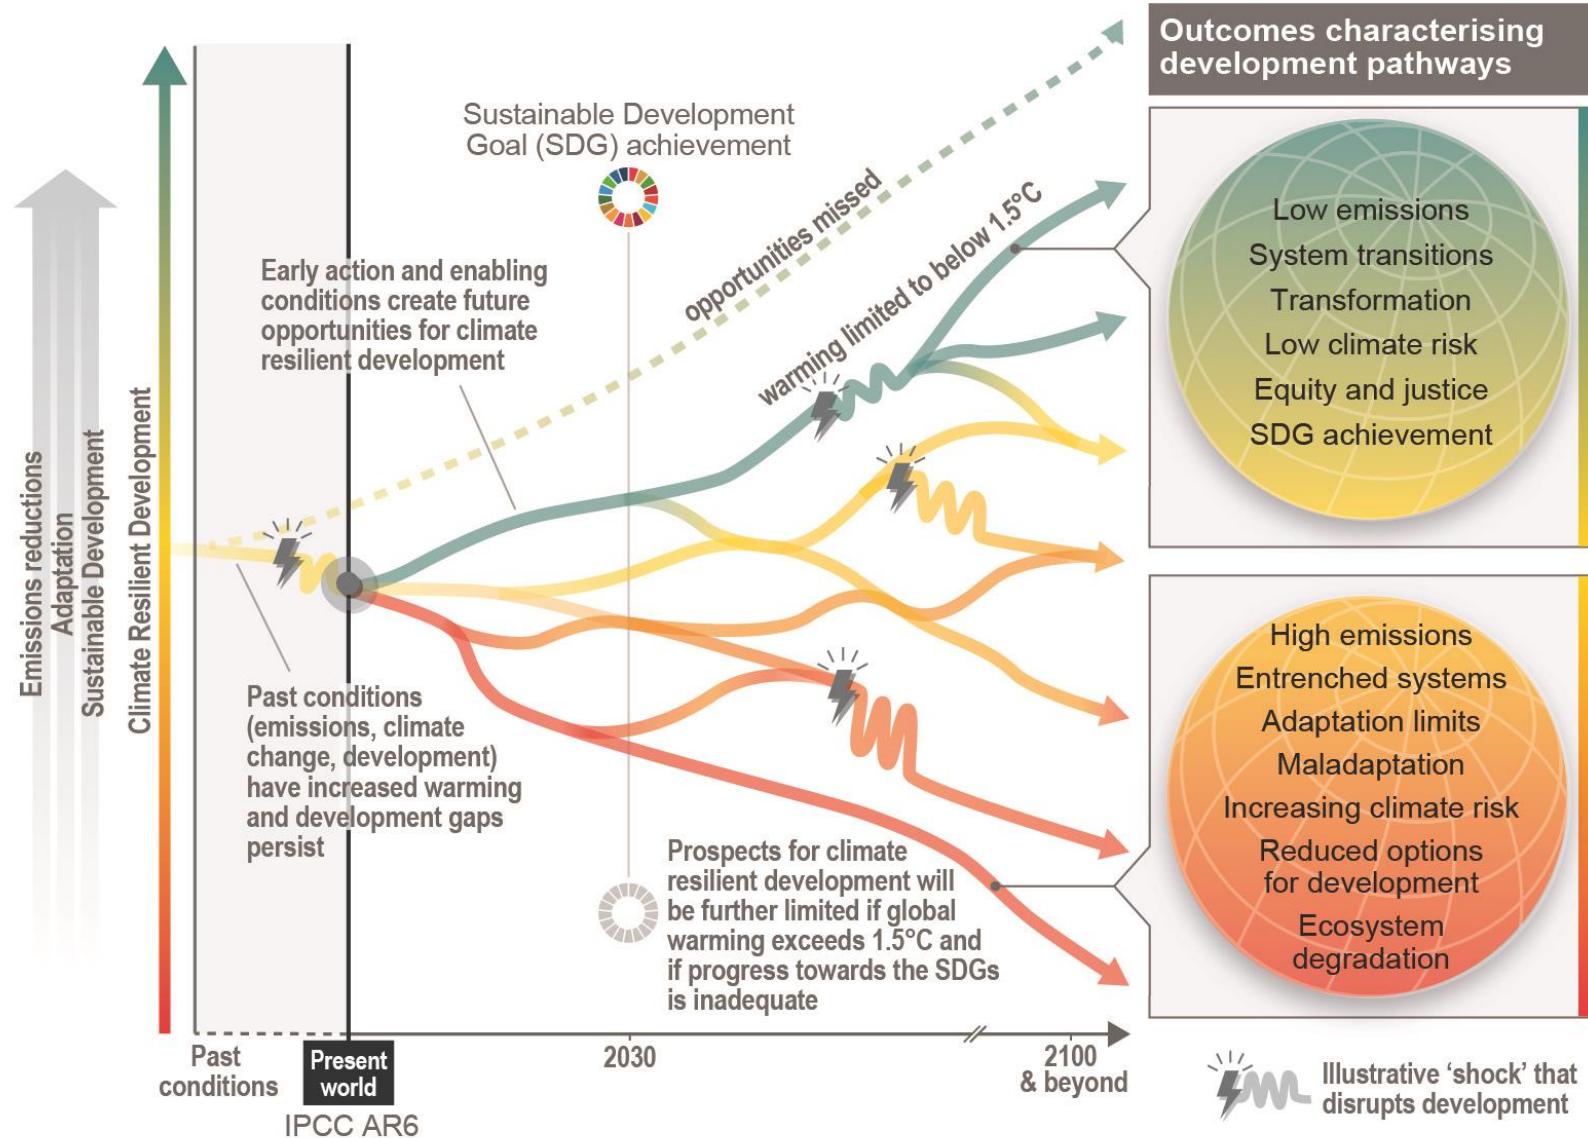 Outcomes characterising
development pathways
Sustainable Development
Goal (SDG) achievement
opportunities missed
warming limited to below 1.5°C
Early action and enabling
conditions create future
opportunities for climate
resilient development
Low emissions
System transitions
Transformation
Low climate risk
Equity and justice
SDG achievement
Emissions reductions
Adaptation
Sustainable Development
Climate Resilient Development
Past conditions
(emissions, climate
change, development)
have increased warming
and development gaps
persist
Prospects for climate
resilient development will
be further limited if global
warming exceeds 1.5°C and
if progress towards the SDGs
is inadequate
High emissions
Entrenched systems
Adaptation limits
Maladaptation
Increasing climate risk
Reduced options
for development
Ecosystem
degradation
Past
conditions
Present
world
IPCC AR6
2030
2100
& beyond
Illustrative ‘shock’ that
disrupts development